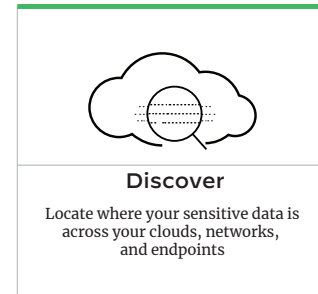 Discover
Locate where your sensitive data is
across your clouds, networks,
and endpoints